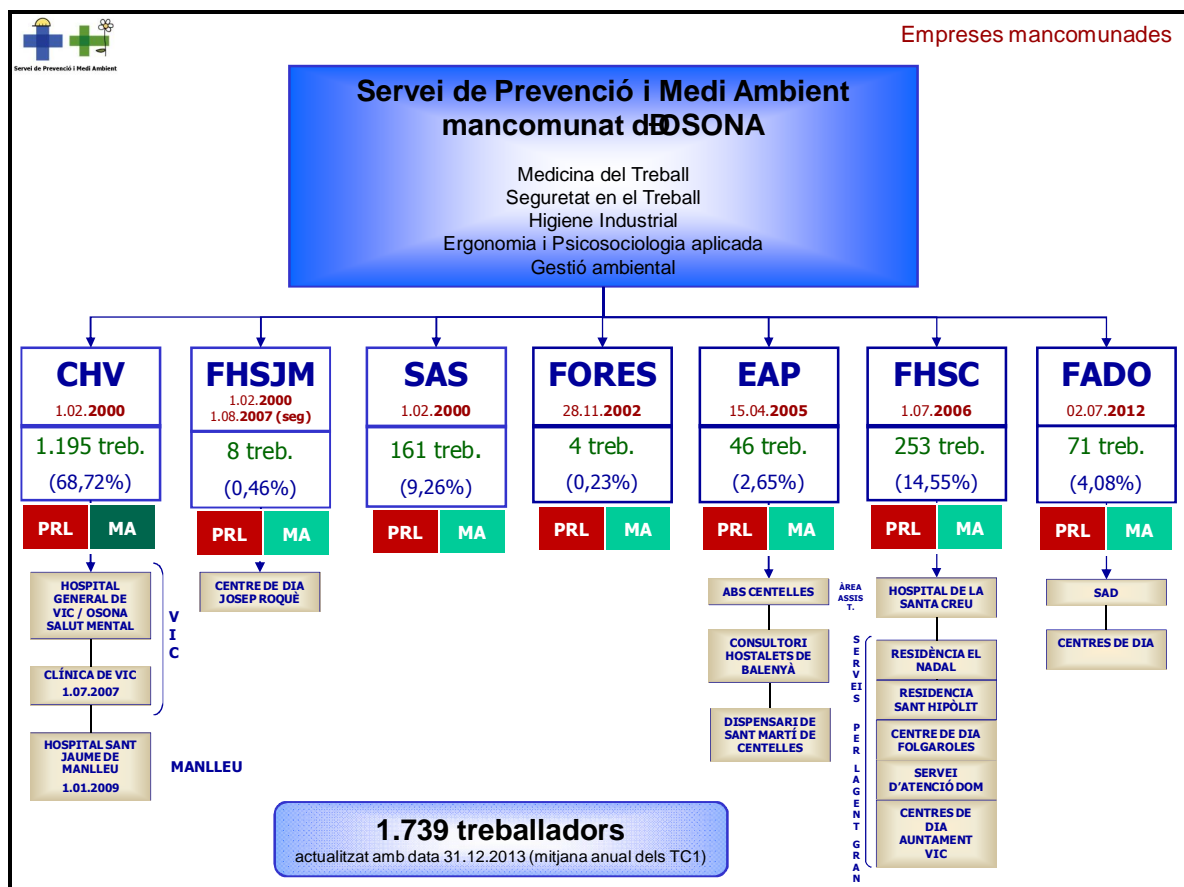 Empreses mancomunades
Servei de Prevenció i Medi Ambient
Servei de Prevenció i Medi Ambient
mancomunat d'OSONA
Medicina del Treball
Seguretat en el Treball
Higiene Industrial
Ergonomia i Psicosociologia aplicada
Gestió ambiental
CHV
1.02.2000
1.195 treb.
(68,72%)
PRL MA
HOSPITAL
GENERAL DE
VIC / OSONA
SALUT MENTAL
CLÍNICA DE VIC
1.07.2007
VIC
HOSPITAL SANT
JAUME DE
MANLLEU
1.01.2009
MANLLEU
FHSJM
1.02.2000
1.08.2007 (seg)
8 treb.
(0,46%)
PRL MA
CENTRE DE DIA
JOSEP ROQUÈ
SAS
1.02.2000
161 treb.
(9,26%)
PRL MA
FORES
28.11.2002
4 treb.
(0,23%)
PRL MA
EAP
15.04.2005
46 treb.
(2,65%)
PRL MA
ABS CENTELLES
CONSULTORI
HOSTALETS DE
BALENYÀ
DISPENSARI DE
SANT MARTÍ DE
CENTELLES
FHSC
1.07.2006
253 treb.
(14,55%)
PRL MA
ÀREA
ASSIS
T.
HOSPITAL DE LA
SANTA CREU
SERVEIS PER LAGENT GRAN
RESIDÈNCIA EL
NADAL
RESIDENCIA
SANT HIPÒLIT
CENTRE DE DIA
FOLGAROLES
SERVEI
D'ATENCIÓ DOM
CENTRES DE
DIA
AUNTAMENT
VIC
FADO
02.07.2012
71 treb.
(4,08%)
PRL MA
SAD
CENTRES DE DIA
1.739 treballadors
actualitzat amb data 31.12.2013 (mitjana anual dels TC1)